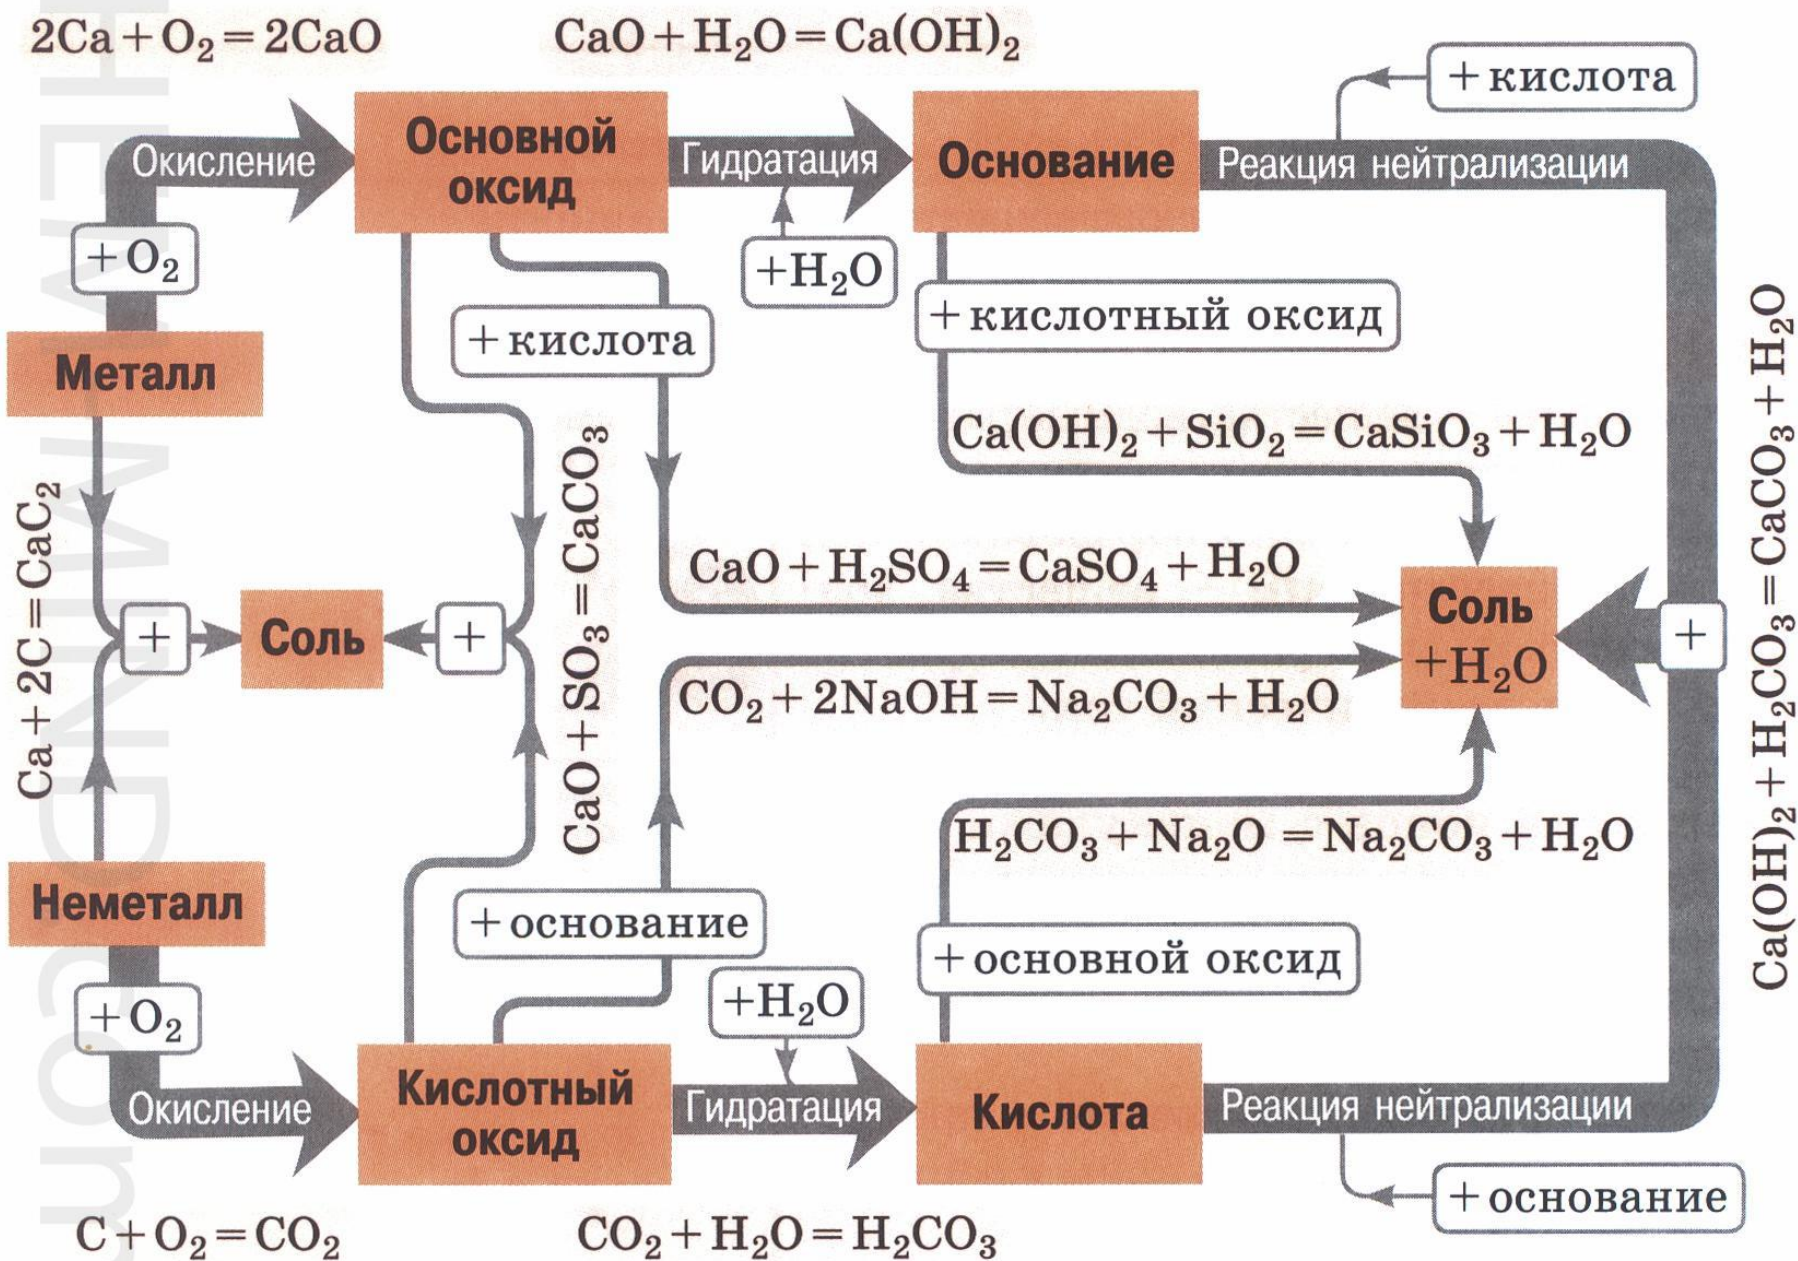 2Ca + O₂ = 2CaO
CaO + H₂O = Ca(OH)₂
+ кислота
Окисление
Основной
оксид
Гидратация
Основание
Реакция нейтрализации
+ O₂
+H₂O
+ кислота
+ кислотный оксид
Металл
Ca(OH)₂ + SiO₂ = CaSiO₃ + H₂O
Ca + 2C = CaC₂
CaO + SO₃ = CaCO₃
CaO + H₂SO₄ = CaSO₄ + H₂O
+
Соль
+
Соль
+H₂O
+
Ca(OH)₂ + H₂CO₃ = CaCO₃ + H₂O
CO₂ + 2NaOH = Na₂CO₃ + H₂O
H₂CO₃ + Na₂O = Na₂CO₃ + H₂O
Неметалл
+ основание
+ основной оксид
+ O₂
+H₂O
Окисление
Кислотный
оксид
Гидратация
Кислота
Реакция нейтрализации
+ основание
C + O₂ = CO₂
CO₂ + H₂O = H₂CO₃